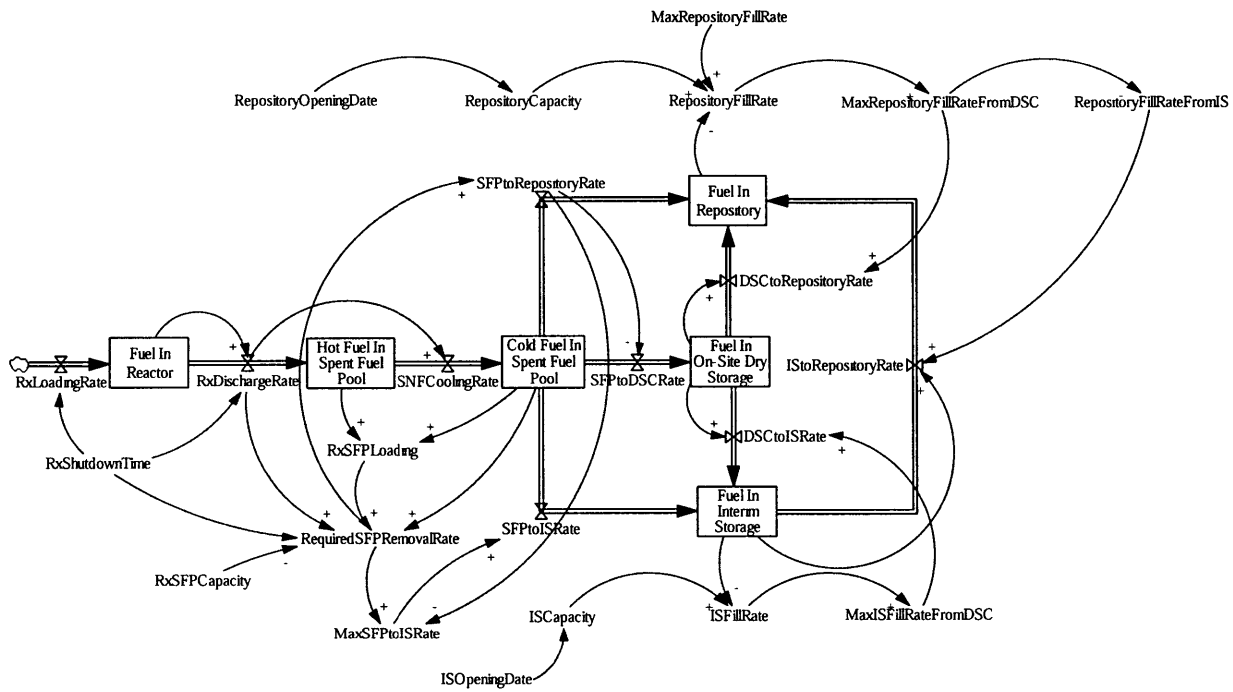 MaxRepositoryFillRate
RepositoryOpeningDate
RepositoryCapacity
RepositoryFillRate
MaxRepositoryFillRateFromDSC
RepositoryFillRateFromIS
SFPtoRepositoryRate
Fuel In
Repository
DSCtoRepositoryRate
Fuel In
Reactor
Hot Fuel In
Spent Fuel
Pool
Cold Fuel In
Spent Fuel
Pool
Fuel In
On-Site Dry
Storage
RxLoadingRate
RxDischargeRate
SNFCoolingRate
SFPtoDSCRate
IStoRepositoryRate
DSCtoISRate
RxSFPLoading
RxShutdownTime
Fuel In
Interim
Storage
SFPtoISRate
RequiredSFPRemovalRate
RxSFPCapacity
MaxSFPtoISRate
ISCapacity
ISFillRate
MaxISFillRateFromDSC
ISOpeningDate